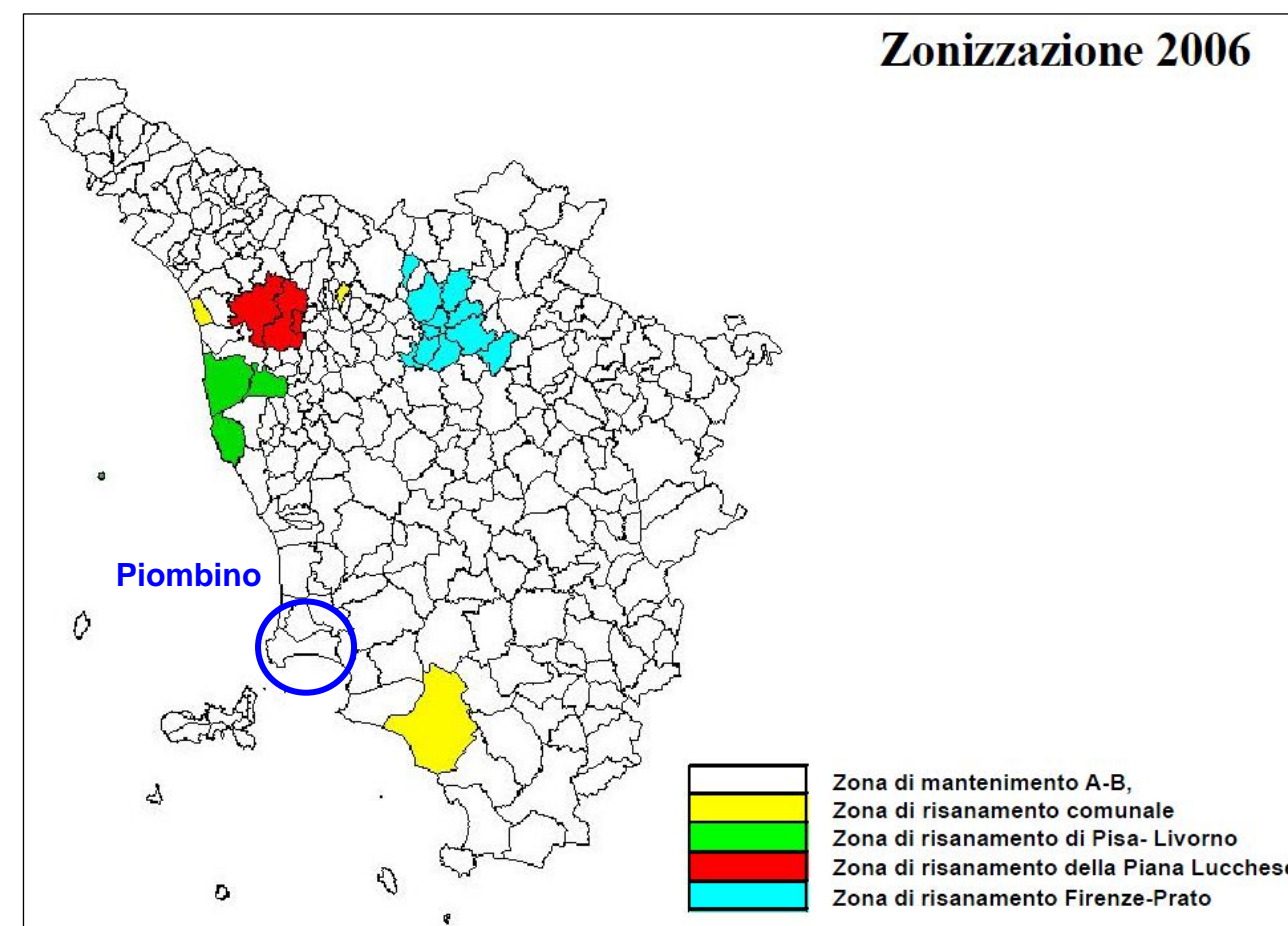 Zonizzazione 2006
Piombino
Zona di mantenimento A-B,
Zona di risanamento comunale
Zona di risanamento di Pisa- Livorno
Zona di risanamento della Piana Lucchese
Zona di risanamento Firenze-Prato